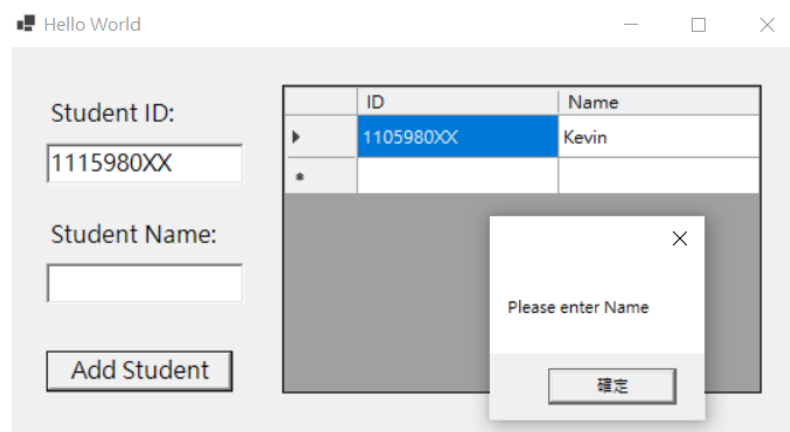 Hello World
Student ID:
1115980XX
Student Name:
Add Student
ID Name
1105980XX Kevin
*
Please enter Name
確定